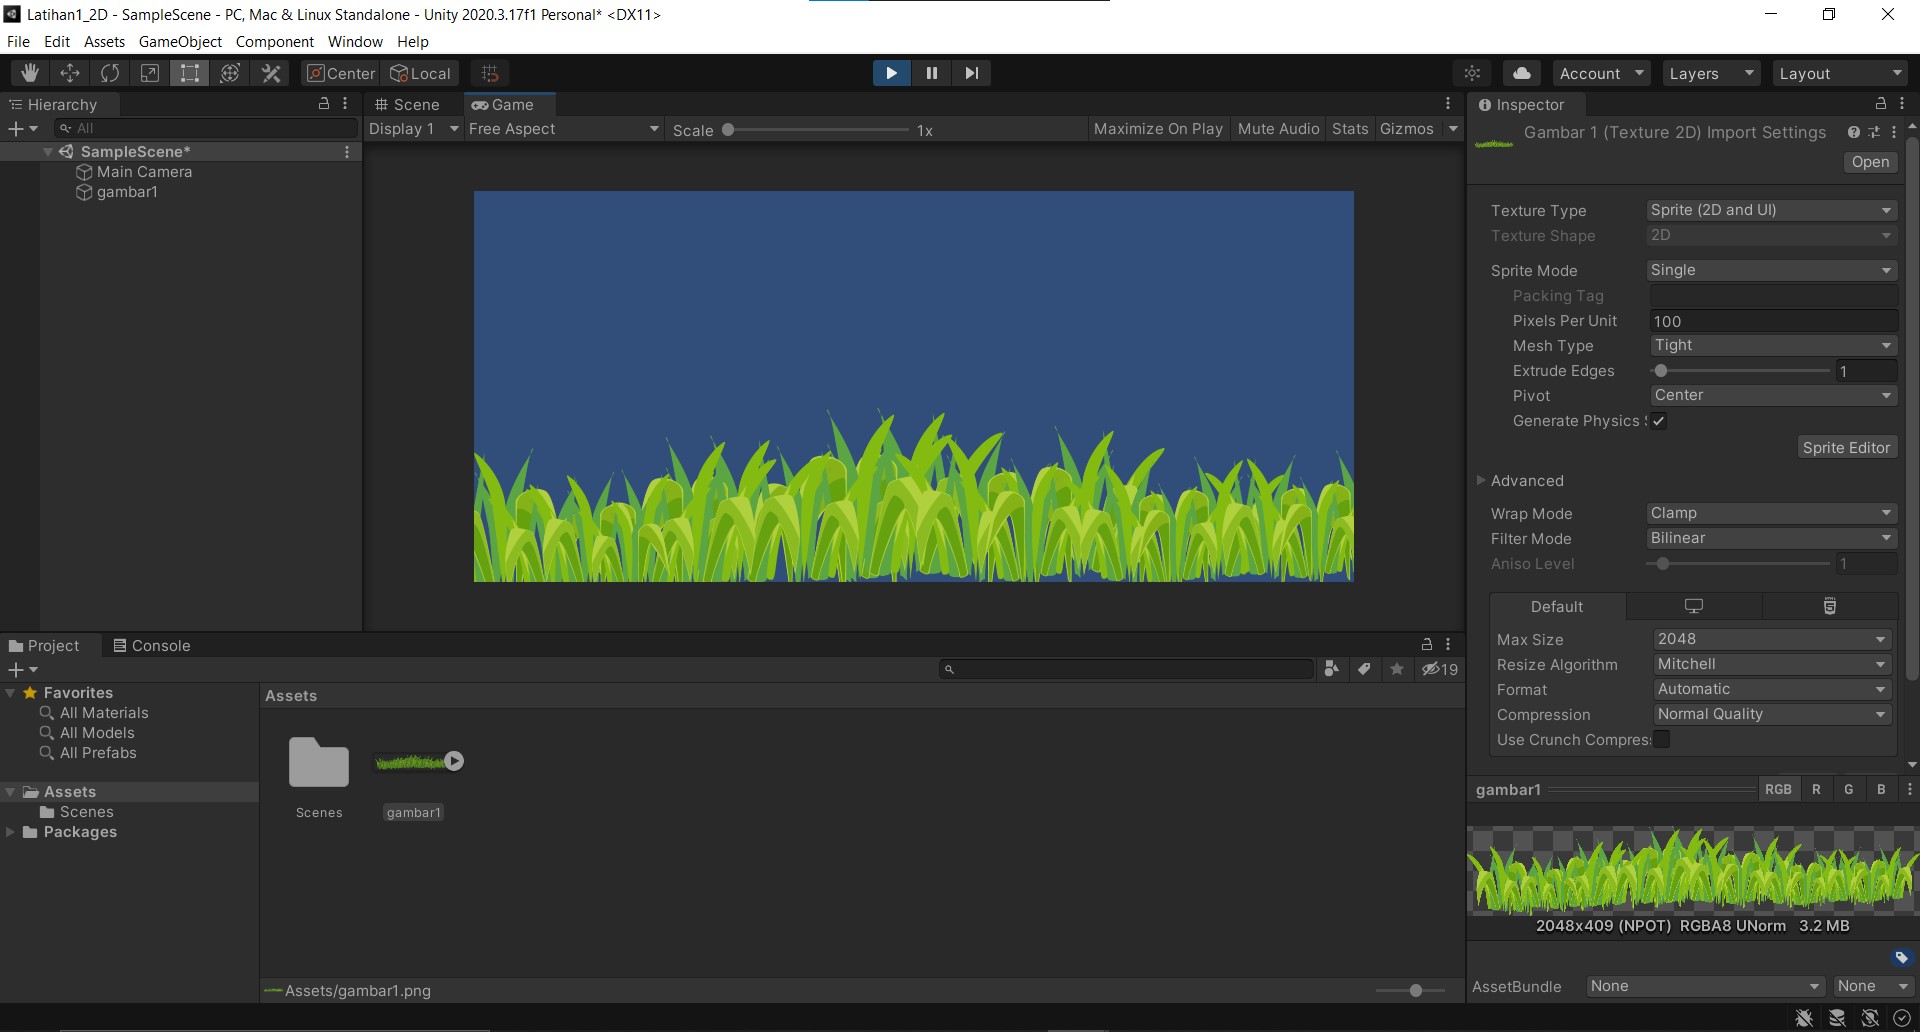 Latihan1_2D - SampleScene - PC, Mac & Linux Standalone - Unity 2020.3.17f1 Personal* <DX11>
File Edit Assets GameObject Component Window Help
Center Local Account Layers Layout
Hierarchy
All
SampleScene*
Main Camera
gambar1
Scene Game
Display 1 Free Aspect Scale 1x Maximize On Play Mute Audio Stats Gizmos
Inspector
Gambar 1 (Texture 2D) Import Settings
Open
Texture Type Sprite (2D and UI)
Texture Shape 2D
Sprite Mode Single
Packing Tag
Pixels Per Unit 100
Mesh Type Tight
Extrude Edges 1
Pivot Center
Generate Physics
Sprite Editor
Advanced
Wrap Mode Clamp
Filter Mode Bilinear
Aniso Level 1
Default
Max Size 2048
Resize Algorithm Mitchell
Format Automatic
Compression Normal Quality
Use Crunch Compres
gambar1 RGB R G B
2048x409 (NPOT) RGBA8 UNorm 3.2 MB
AssetBundle None None
Project Console
19
Favorites
All Materials
All Models
All Prefabs
Assets
Scenes
Packages
Assets
Scenes gambar1
Assets/gambar1.png